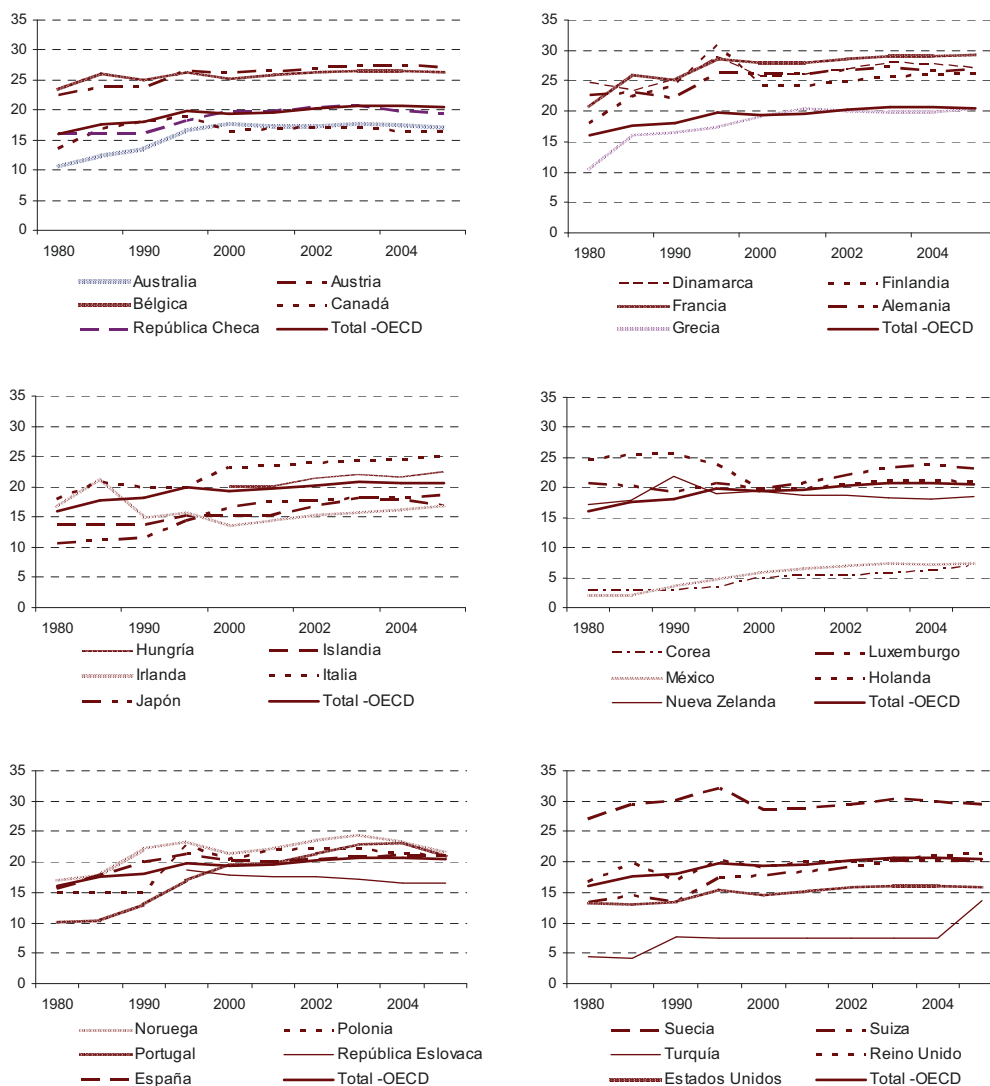 35
30
25
20
15
10
5
0
1980 1990 2000 2002 2004
Australia Austria
Bélgica Canadá
República Checa Total -OECD
35
30
25
20
15
10
5
0
1980 1990 2000 2002 2004
Dinamarca Finlandia
Francia Alemania
Grecia Total -OECD
35
30
25
20
15
10
5
0
1980 1990 2000 2002 2004
Hungría Islandia
Irlanda Italia
Japón Total -OECD
35
30
25
20
15
10
5
0
1980 1990 2000 2002 2004
Corea Luxemburgo
México Holanda
Nueva Zelanda Total -OECD
35
30
25
20
15
10
5
0
1980 1990 2000 2002 2004
Noruega Polonia
Portugal República Eslovaca
España Total -OECD
35
30
25
20
15
10
5
0
1980 1990 2000 2002 2004
Suecia Suiza
Turquía Reino Unido
Estados Unidos Total -OECD